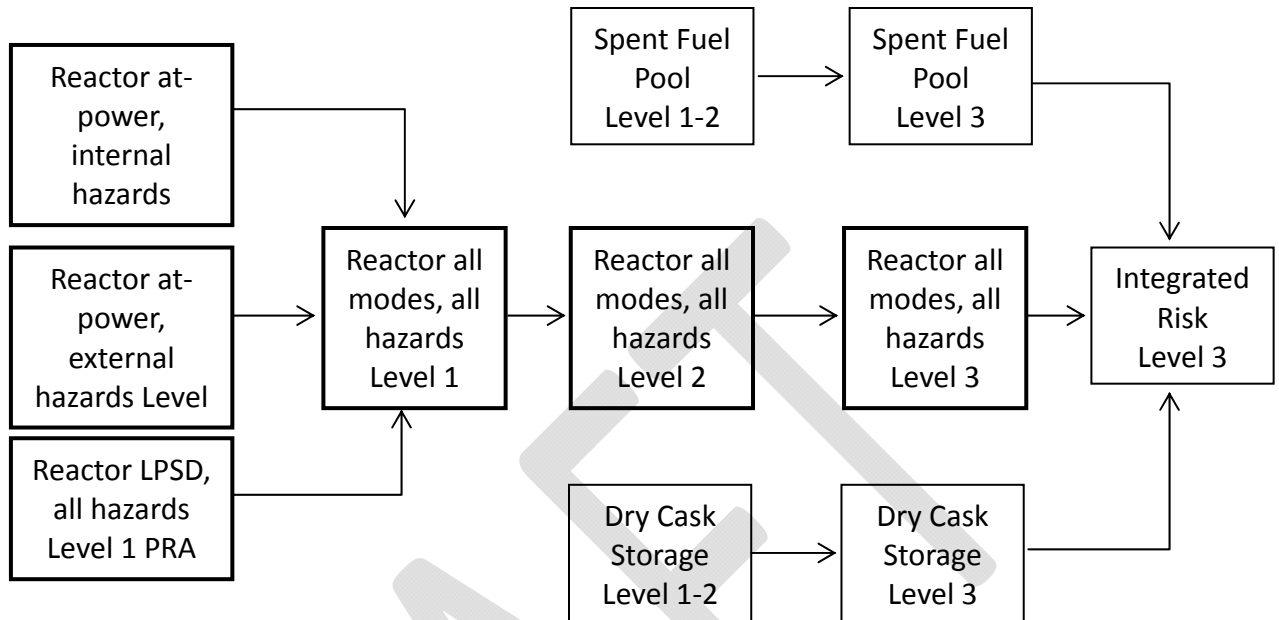 Reactor at-
power,
internal
hazards
Reactor at-
power,
external
hazards Level
Reactor LPSD,
all hazards
Level 1 PRA
Reactor all
modes, all
hazards
Level 1
Spent Fuel
Pool
Level 1-2
Reactor all
modes, all
hazards
Level 2
Dry Cask
Storage
Level 1-2
Spent Fuel
Pool
Level 3
Reactor all
modes, all
hazards
Level 3
Dry Cask
Storage
Level 3
Integrated
Risk
Level 3